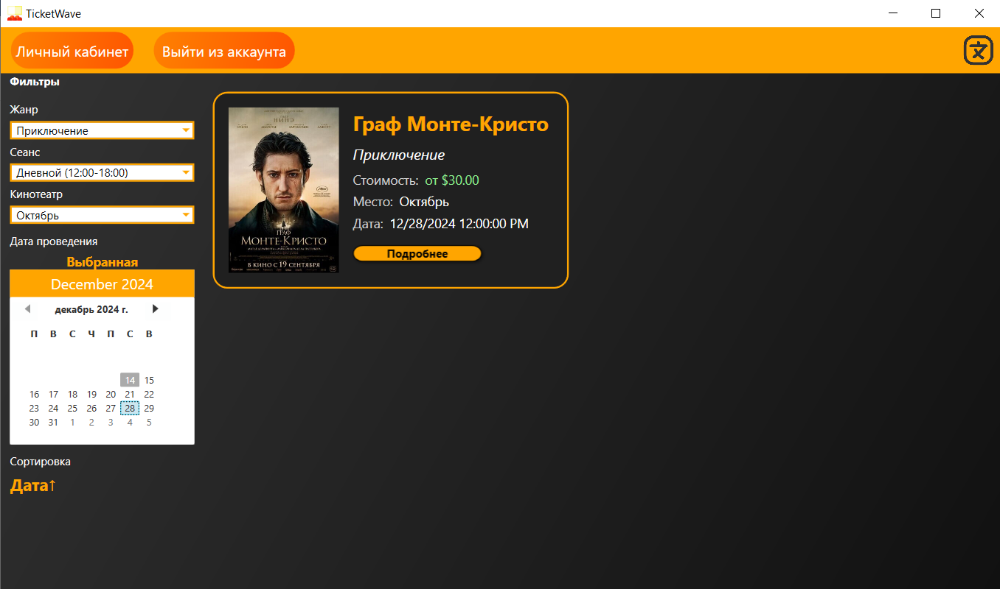 TicketWave
Личный кабинет
Выйти из аккаунта
Фильтры
Жанр
Приключение
Сеанс
Дневной (12:00-18:00)
Кинотеатр
Октябрь
Дата проведения
Выбранная
December 2024
декабрь 2024 г.
П В С Ч П С В
14 15
16 17 18 19 20 21 22
23 24 25 26 27 28 29
30 31 1 2 3 4 5
Сортировка
Дата↑
НИНЭ
ГРАФ
МОНТЕ-КРИСТО
В КИНО С 19 СЕНТЯБРЯ
Граф Монте-Кристо
Приключение
Стоимость: от $30.00
Место: Октябрь
Дата: 12/28/2024 12:00:00 PM
Подробнее